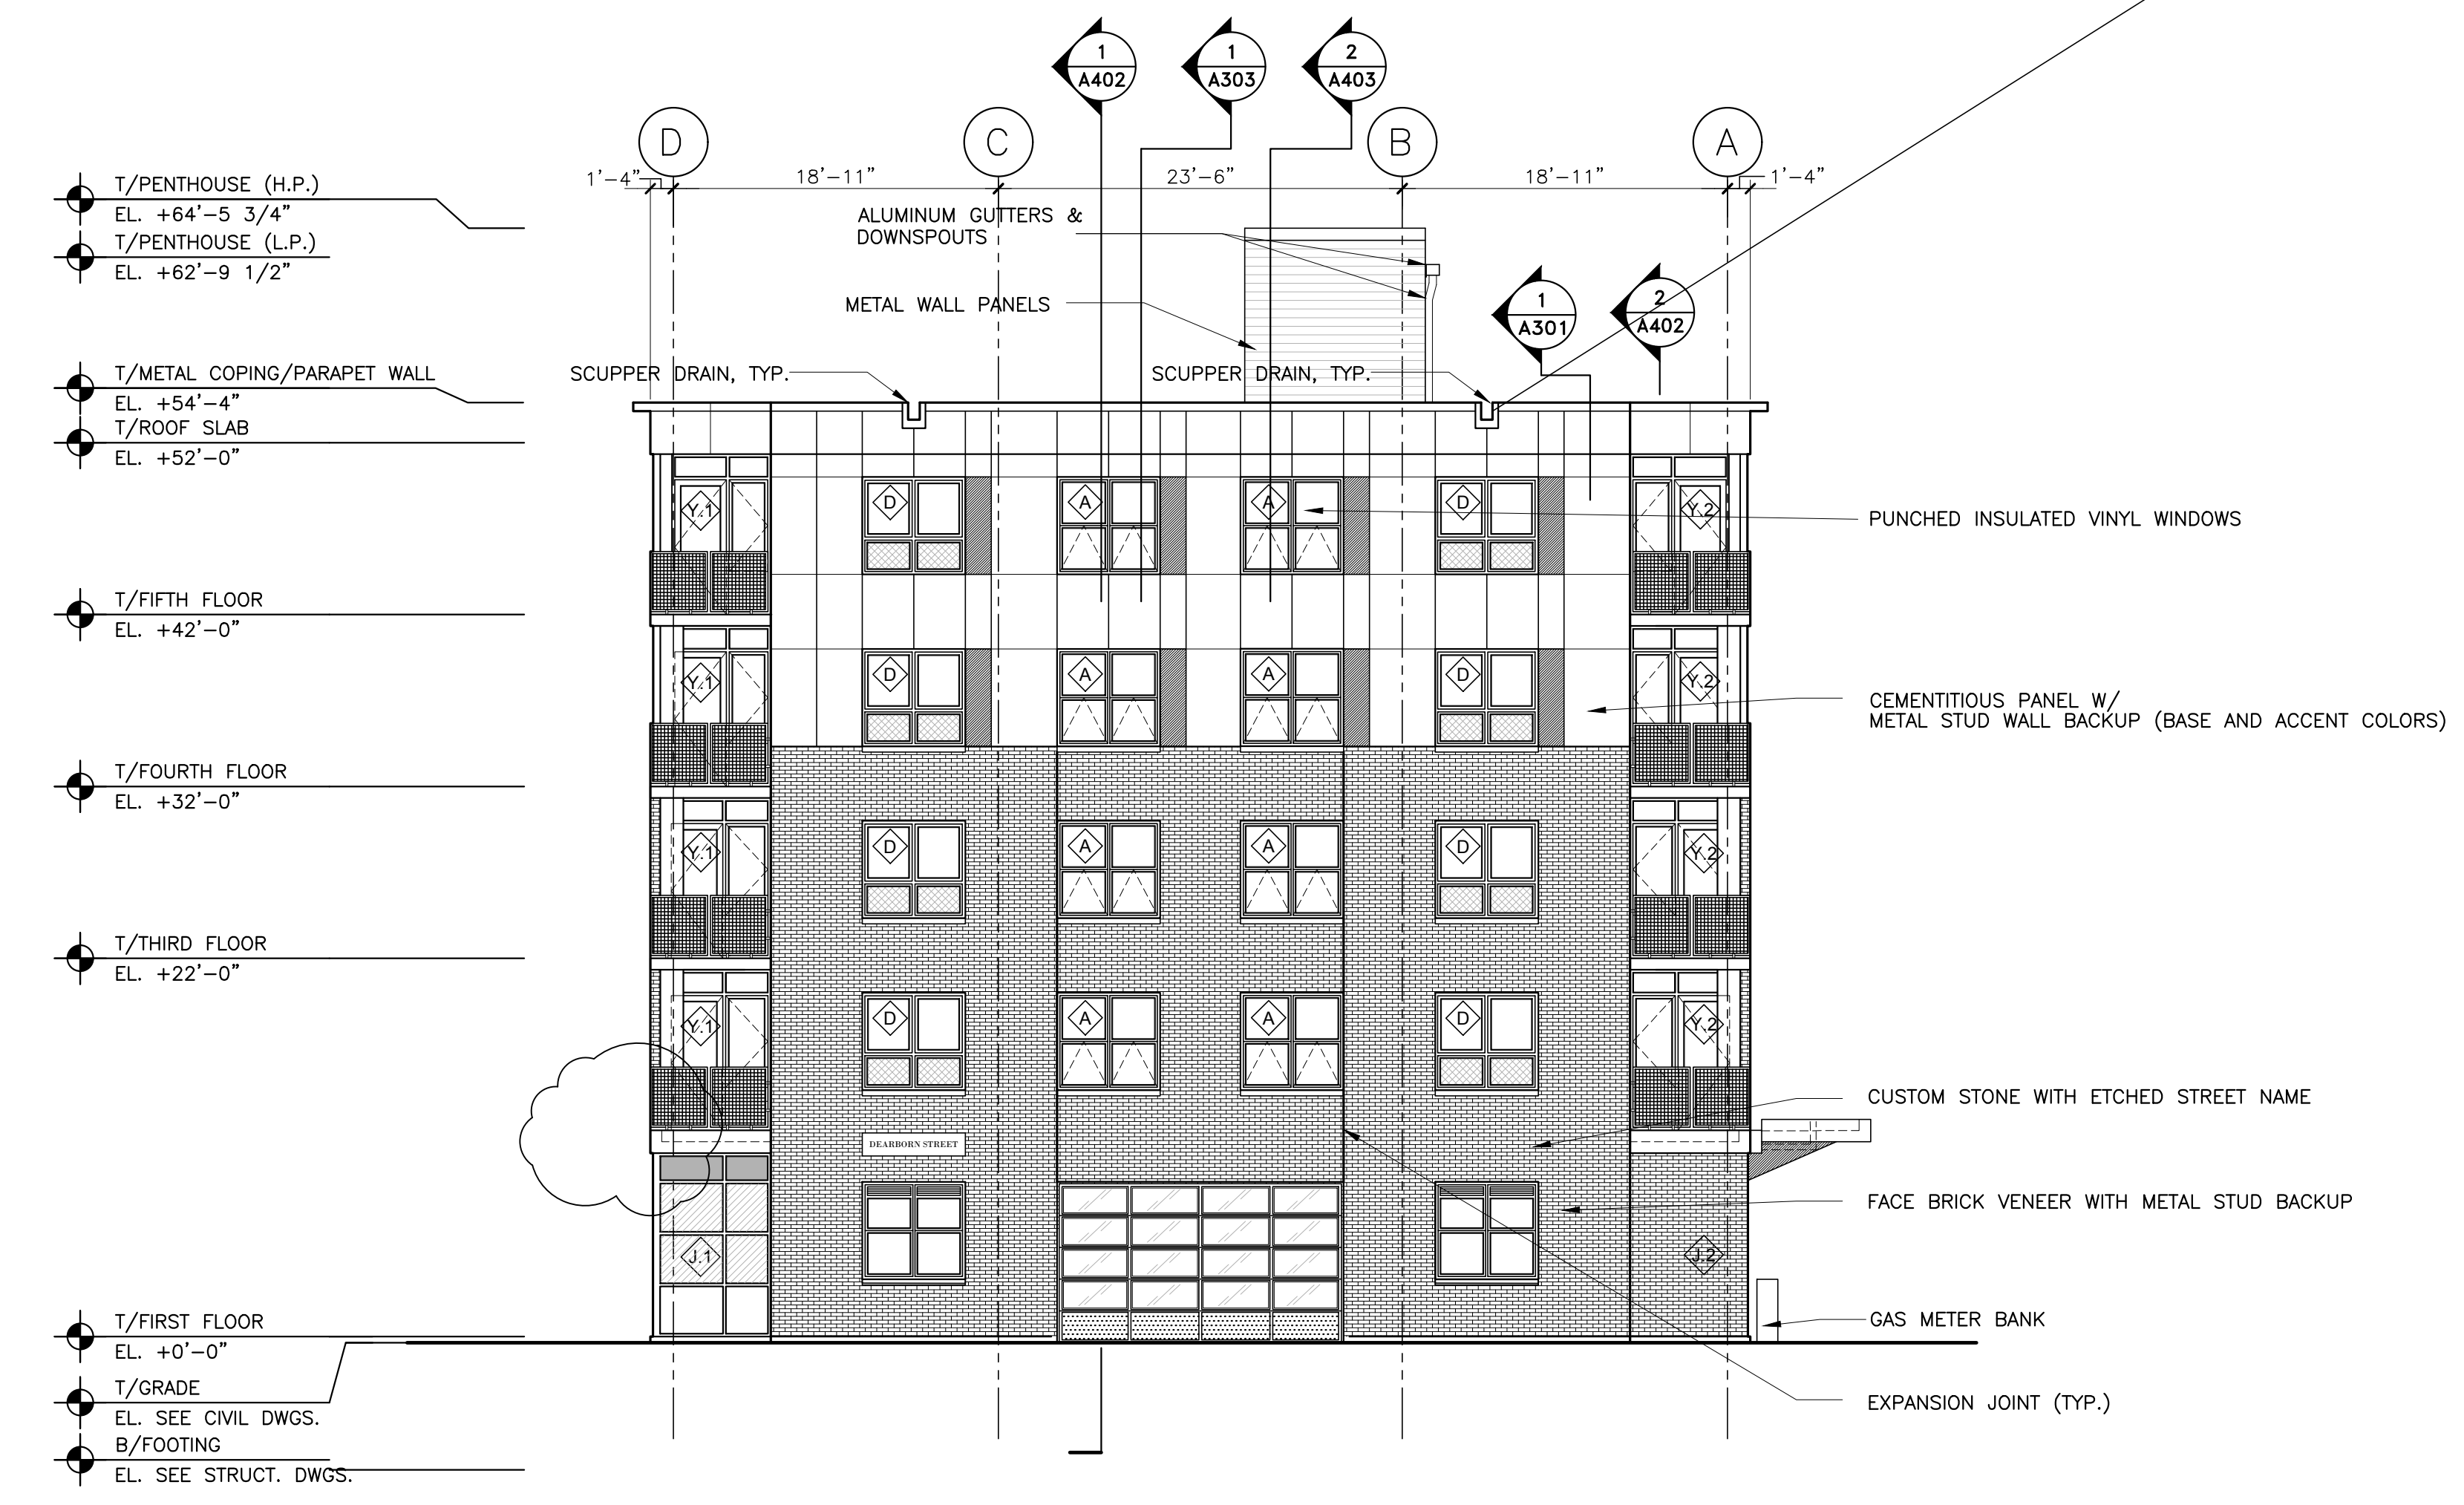 1
A402
1
A303
2
A403
D
C
B
A
1'-4"
18'-11"
23'-6"
18'-11"
1'-4"
T/PENTHOUSE (H.P.)
EL. +64'-5 3/4"
T/PENTHOUSE (L.P.)
EL. +62'-9 1/2"
ALUMINUM GUTTERS &
DOWNSPOUTS
METAL WALL PANELS
1
A301
2
A402
T/METAL COPING/PARAPET WALL
EL. +54'-4"
SCUPPER DRAIN, TYP.
SCUPPER DRAIN, TYP.
T/ROOF SLAB
EL. +52'-0"
Y.1
D
A
A
D
Y.2
PUNCHED INSULATED VINYL WINDOWS
T/FIFTH FLOOR
EL. +42'-0"
Y.1
D
A
A
D
Y.2
CEMENTITIOUS PANEL W/
METAL STUD WALL BACKUP (BASE AND ACCENT COLORS)
T/FOURTH FLOOR
EL. +32'-0"
Y.1
D
A
A
D
Y.2
T/THIRD FLOOR
EL. +22'-0"
Y.1
D
A
A
D
Y.2
CUSTOM STONE WITH ETCHED STREET NAME
DEARBORN STREET
FACE BRICK VENEER WITH METAL STUD BACKUP
J.1
J.2
GAS METER BANK
T/FIRST FLOOR
EL. +0'-0"
T/GRADE
EL. SEE CIVIL DWGS.
EXPANSION JOINT (TYP.)
B/FOOTING
EL. SEE STRUCT. DWGS.